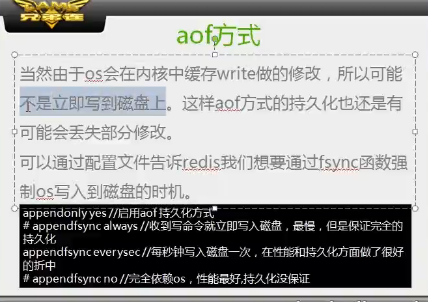 兄弟连
aof方式
当然由于os会在内核中缓存write做的修改，所以可能
不是立即写到磁盘上。这样aof方式的持久化也还是有
可能会丢失部分修改。
可以通过配置文件告诉redis我们想要通过fsync函数强
制os写入到磁盘的时机。
appendonly yes //启用aof 持久化方式
# appendfsync always //收到写命令就立即写入磁盘，最慢，但是保证完全的
持久化
appendfsync everysec //每秒钟写入磁盘一次，在性能和持久化方面做了很好
的折中
# appendfsync no //完全依赖os，性能最好,持久化没保证